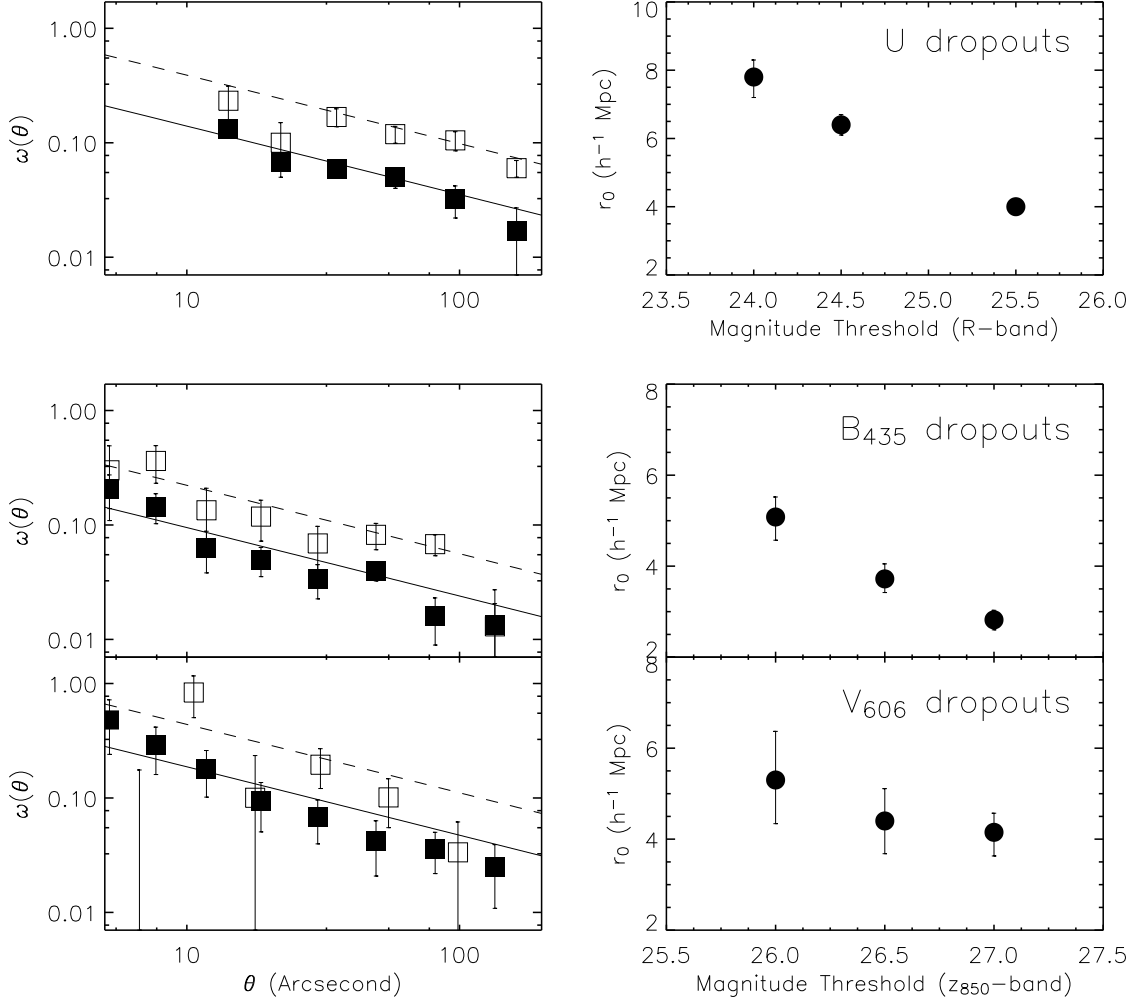 1.00
0.10
0.01
ω(θ)
10 100
10
8
6
4
2
r₀ (h⁻¹ Mpc)
U dropouts
23.5 24.0 24.5 25.0 25.5 26.0
Magnitude Threshold (R−band)
1.00
0.10
0.01
ω(θ)
8
6
4
2
r₀ (h⁻¹ Mpc)
B₄₃₅ dropouts
1.00
0.10
0.01
ω(θ)
10 100
θ (Arcsecond)
8
6
4
2
r₀ (h⁻¹ Mpc)
V₆₀₆ dropouts
25.5 26.0 26.5 27.0 27.5
Magnitude Threshold (z₈₅₀−band)